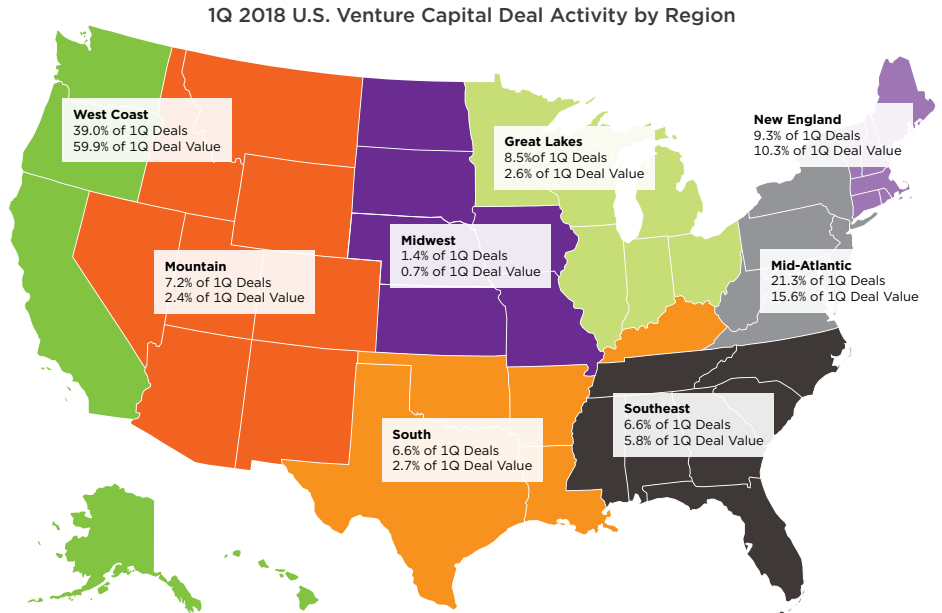 1Q 2018 U.S. Venture Capital Deal Activity by Region
West Coast
39.0% of 1Q Deals
59.9% of 1Q Deal Value
Great Lakes
8.5%of 1Q Deals
2.6% of 1Q Deal Value
New England
9.3% of 1Q Deals
10.3% of 1Q Deal Value
Midwest
1.4% of 1Q Deals
0.7% of 1Q Deal Value
Mountain
7.2% of 1Q Deals
2.4% of 1Q Deal Value
Mid-Atlantic
21.3% of 1Q Deals
15.6% of 1Q Deal Value
Southeast
6.6% of 1Q Deals
5.8% of 1Q Deal Value
South
6.6% of 1Q Deals
2.7% of 1Q Deal Value